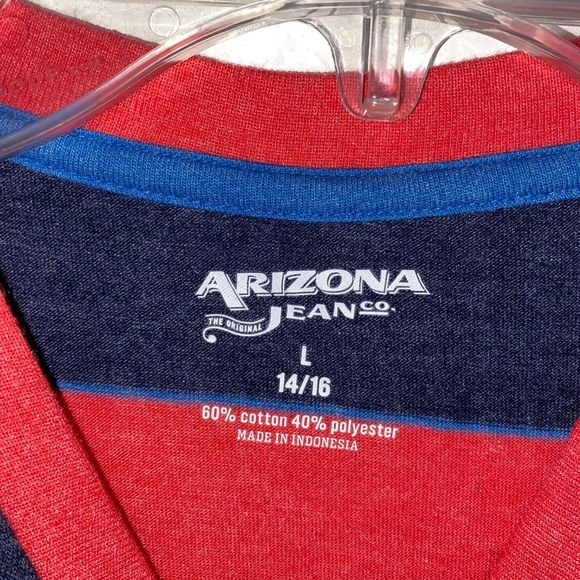 ARIZONA
JEAN CO.
THE ORIGINAL
L
14/16
60% cotton 40% polyester
MADE IN INDONESIA